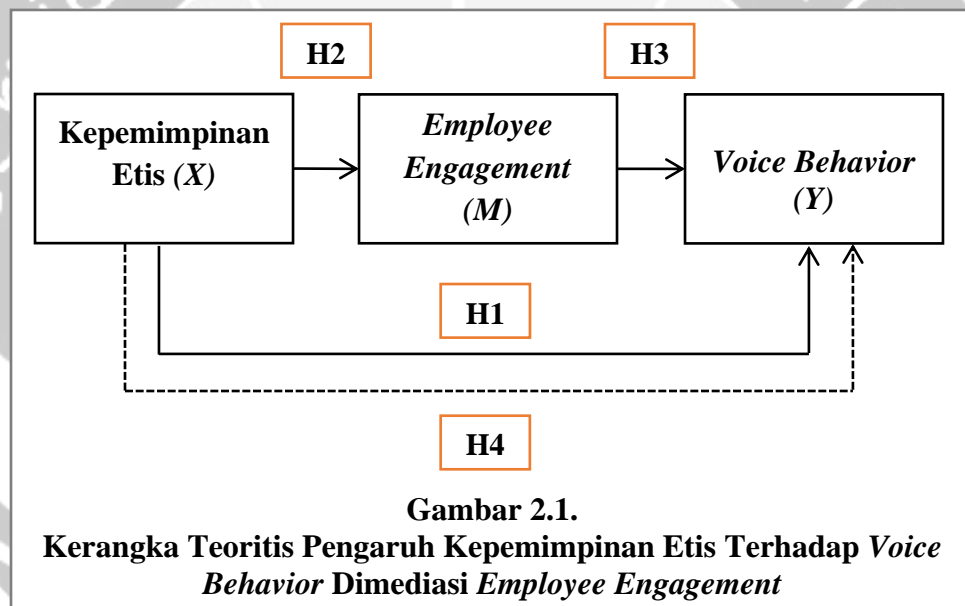 H2
H3
Kepemimpinan
Etis (X)
Employee
Engagement
(M)
Voice Behavior
(Y)
H1
H4
Gambar 2.1.
Kerangka Teoritis Pengaruh Kepemimpinan Etis Terhadap Voice
Behavior Dimediasi Employee Engagement